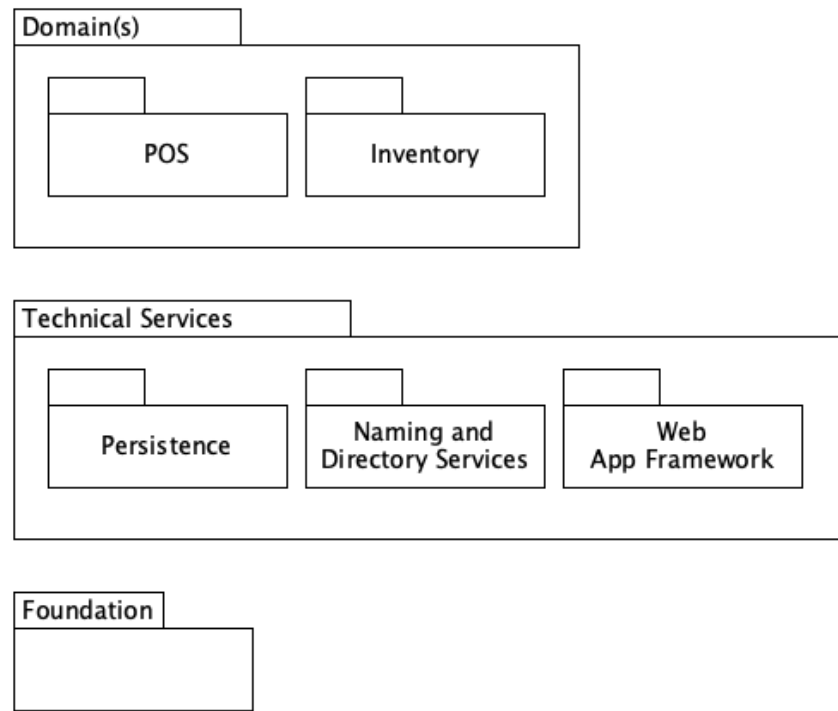 Domain(s)
POS
Inventory
Technical Services
Persistence
Naming and
Directory Services
Web
App Framework
Foundation